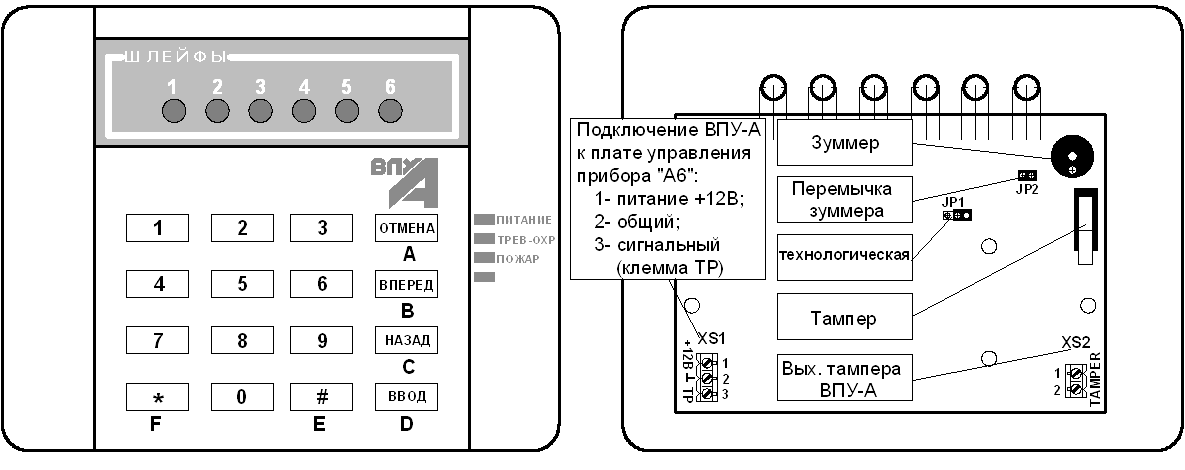 ШЛЕЙФЫ
1 2 3 4 5 6
ВПУ А
1 2 3 ОТМЕНА
A
4 5 6 ВПЕРЕД
B
7 8 9 НАЗАД
C
* 0 # ВВОД
F E D
ПИТАНИЕ
ТРЕВ-ОХР
ПОЖАР
Подключение ВПУ-А
к плате управления
прибора "А6":
1- питание +12В;
2- общий;
3- сигнальный
(клемма ТР)
Зуммер
Перемычка
зуммера
технологическая
Тампер
Вых. тампера
ВПУ-А
JP2
JP1
XS1
+12В ⊥ ТР
1
2
3
XS2
1
2
TAMPER